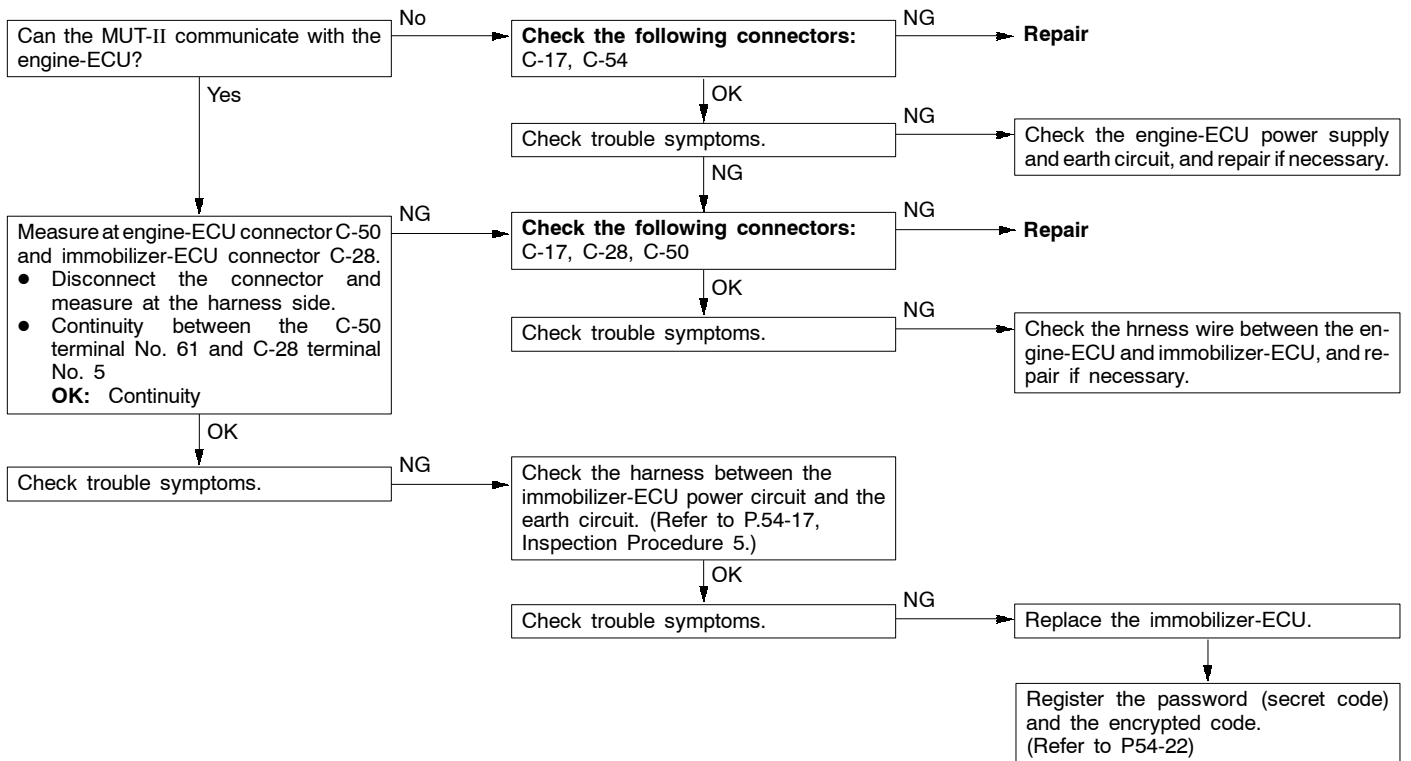 Can the MUT-II communicate with the
engine-ECU?
No
Check the following connectors:
C-17, C-54
NG
Repair
Yes
OK
Check trouble symptoms.
NG
Check the engine-ECU power supply
and earth circuit, and repair if necessary.
NG
Measure at engine-ECU connector C-50
and immobilizer-ECU connector C-28.
● Disconnect the connector and
measure at the harness side.
● Continuity between the C-50
terminal No. 61 and C-28 terminal
No. 5
OK: Continuity
NG
Check the following connectors:
C-17, C-28, C-50
NG
Repair
OK
Check trouble symptoms.
NG
Check the hrness wire between the en-
gine-ECU and immobilizer-ECU, and re-
pair if necessary.
OK
Check trouble symptoms.
NG
Check the harness between the
immobilizer-ECU power circuit and the
earth circuit. (Refer to P.54-17,
Inspection Procedure 5.)
OK
Check trouble symptoms.
NG
Replace the immobilizer-ECU.
Register the password (secret code)
and the encrypted code.
(Refer to P54-22)